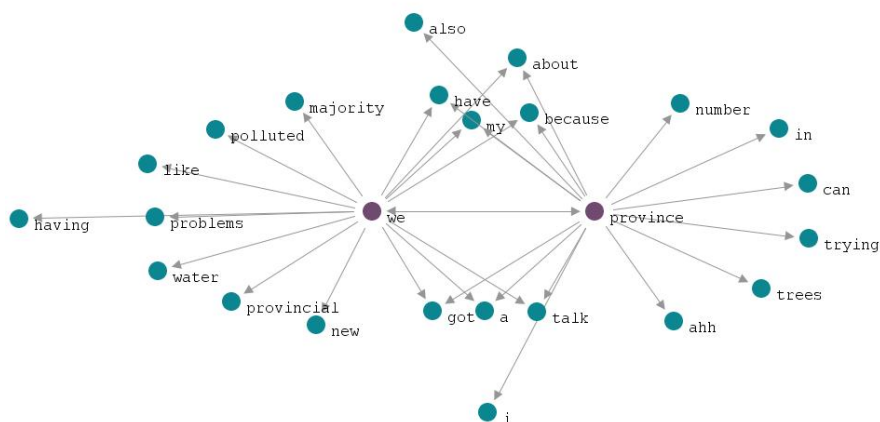 also
about
have
majority
number
because
my
in
polluted
like
can
we
province
having
problems
trying
water
trees
provincial
got
a
talk
new
ahh
i